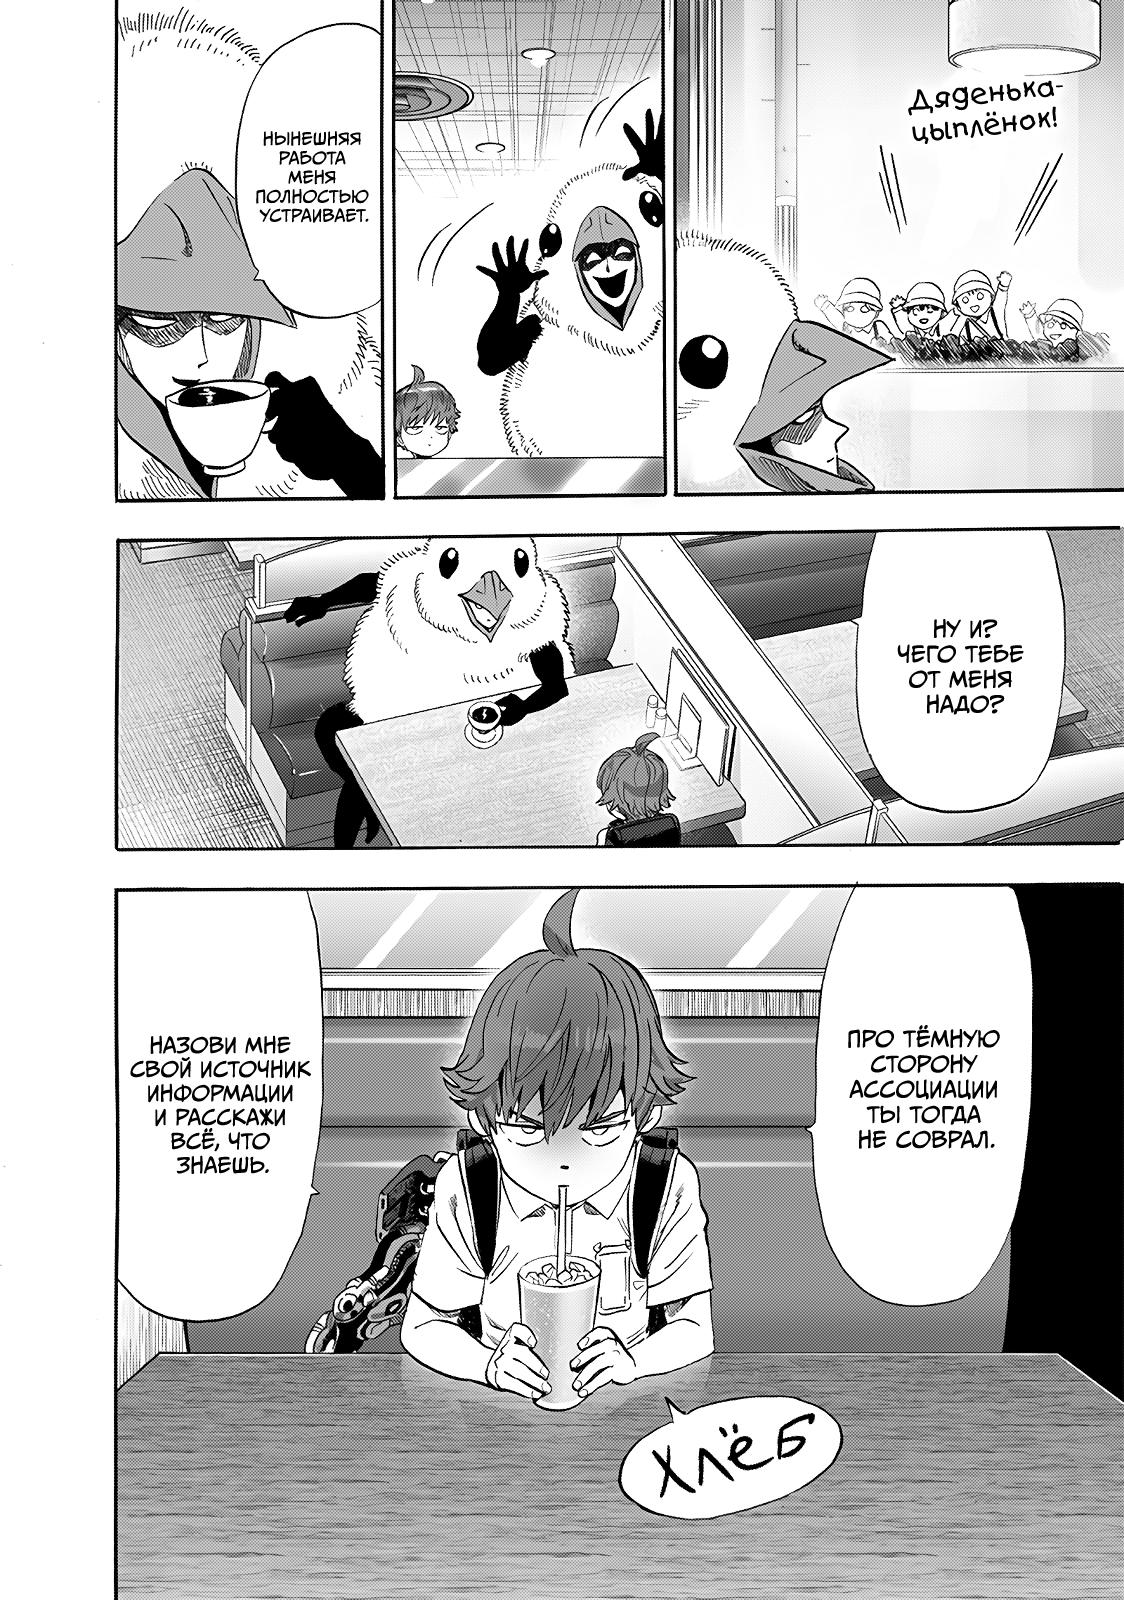 Дяденька-
цыплёнок!
НЫНЕШНЯЯ
РАБОТА
МЕНЯ
ПОЛНОСТЬЮ
УСТРАИВАЕТ.
НУ И?
ЧЕГО ТЕБЕ
ОТ МЕНЯ
НАДО?
ПРО ТЁМНУЮ
СТОРОНУ
АССОЦИАЦИИ
ТЫ ТОГДА
НЕ СОВРАЛ.
НАЗОВИ МНЕ
СВОЙ ИСТОЧНИК
ИНФОРМАЦИИ
И РАССКАЖИ
ВСЁ, ЧТО
ЗНАЕШЬ.
ХЛЁБ